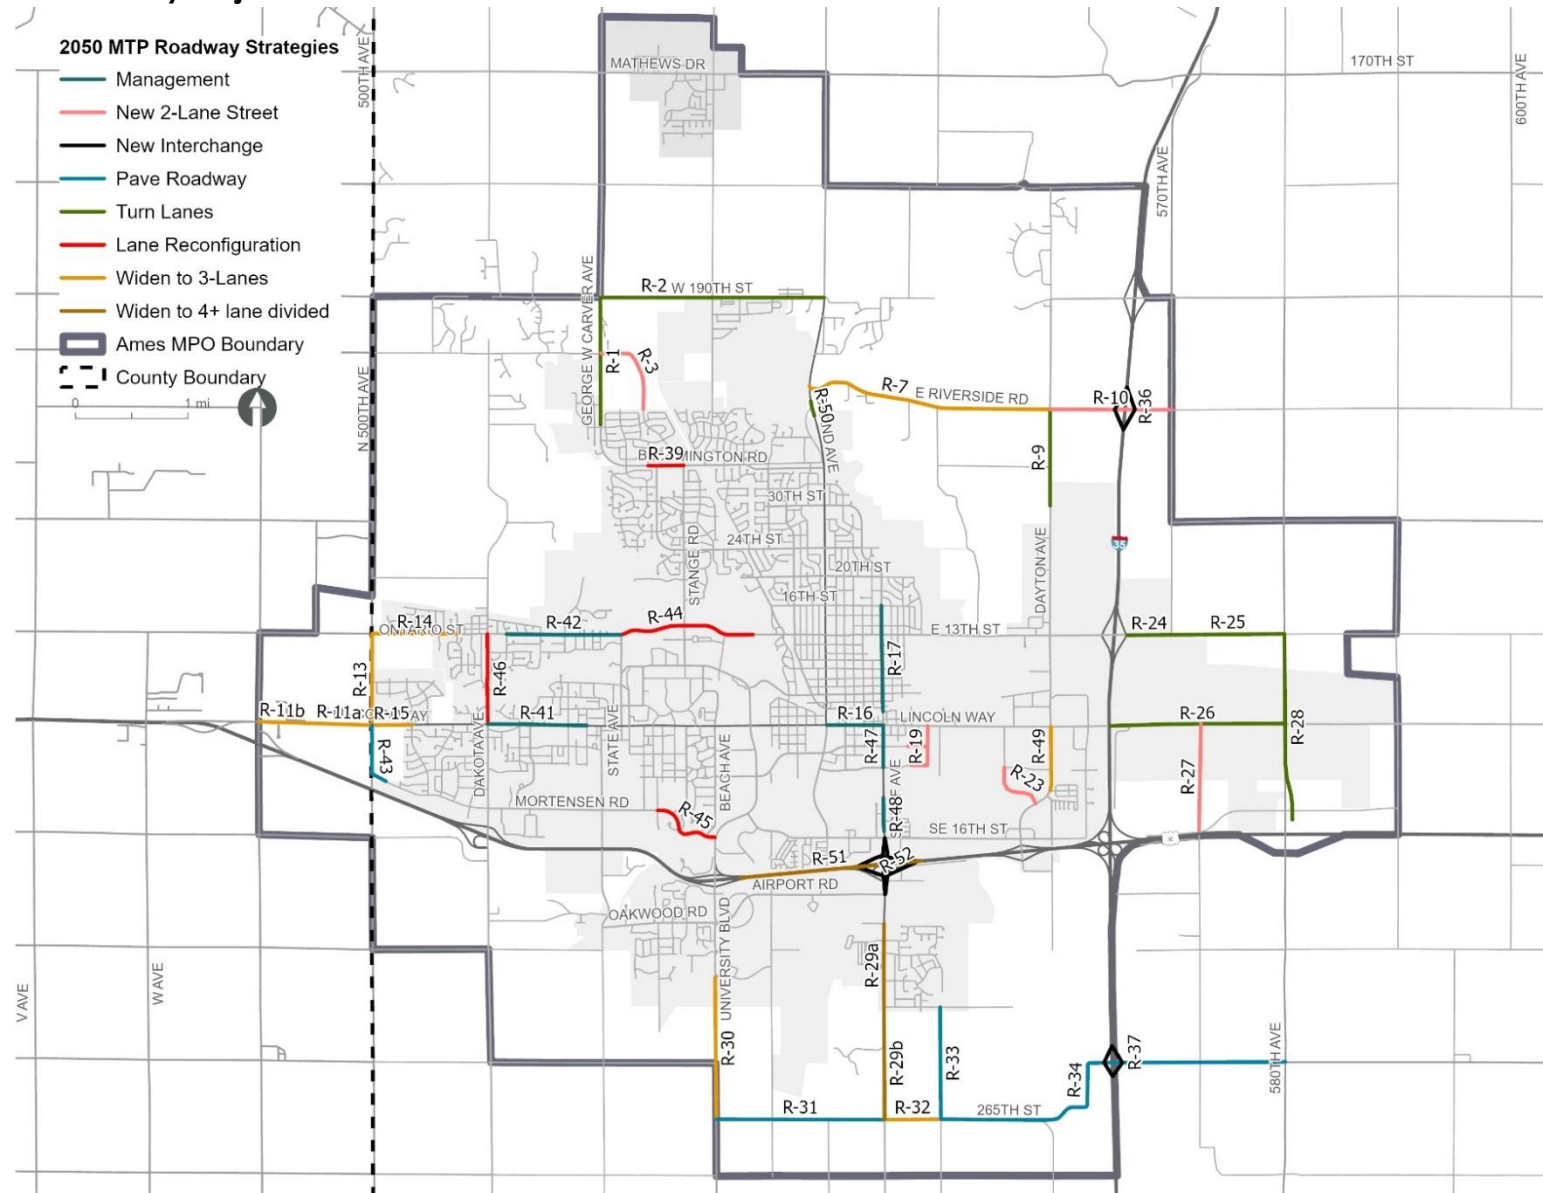 2050 MTP Roadway Strategies
Management
New 2-Lane Street
New Interchange
Pave Roadway
Turn Lanes
Lane Reconfiguration
Widen to 3-Lanes
Widen to 4+ lane divided
Ames MPO Boundary
County Boundary
0 1 mi
500TH AVE
N 500TH AVE
MATHEWS DR
170TH ST
600TH AVE
570TH AVE
GEORGE W CARVER AVE
R-2
W 190TH ST
R-1
R-3
R-7
E RIVERSIDE RD
R-10
R-36
R-50
ND AVE
R-9
R-39
MINGTON RD
30TH ST
STANGE RD
24TH ST
20TH ST
16TH ST
DAYTON AVE
35
R-14
ST
R-42
R-44
E 13TH ST
R-24
R-25
R-13
R-46
R-17
R-11b
R-11a
R-15
AY
R-41
R-16
LINCOLN WAY
R-26
R-28
R-43
DAKOTA AVE
STATE AVE
BEACH AVE
R-47
R-19
AVE
R-49
R-27
R-23
MORTENSEN RD
R-45
R-48
SE 16TH ST
R-51
R-52
AIRPORT RD
OAKWOOD RD
UNIVERSITY BLVD
R-29a
V AVE
W AVE
R-30
R-29b
R-33
R-34
R-37
580TH AVE
R-31
R-32
265TH ST